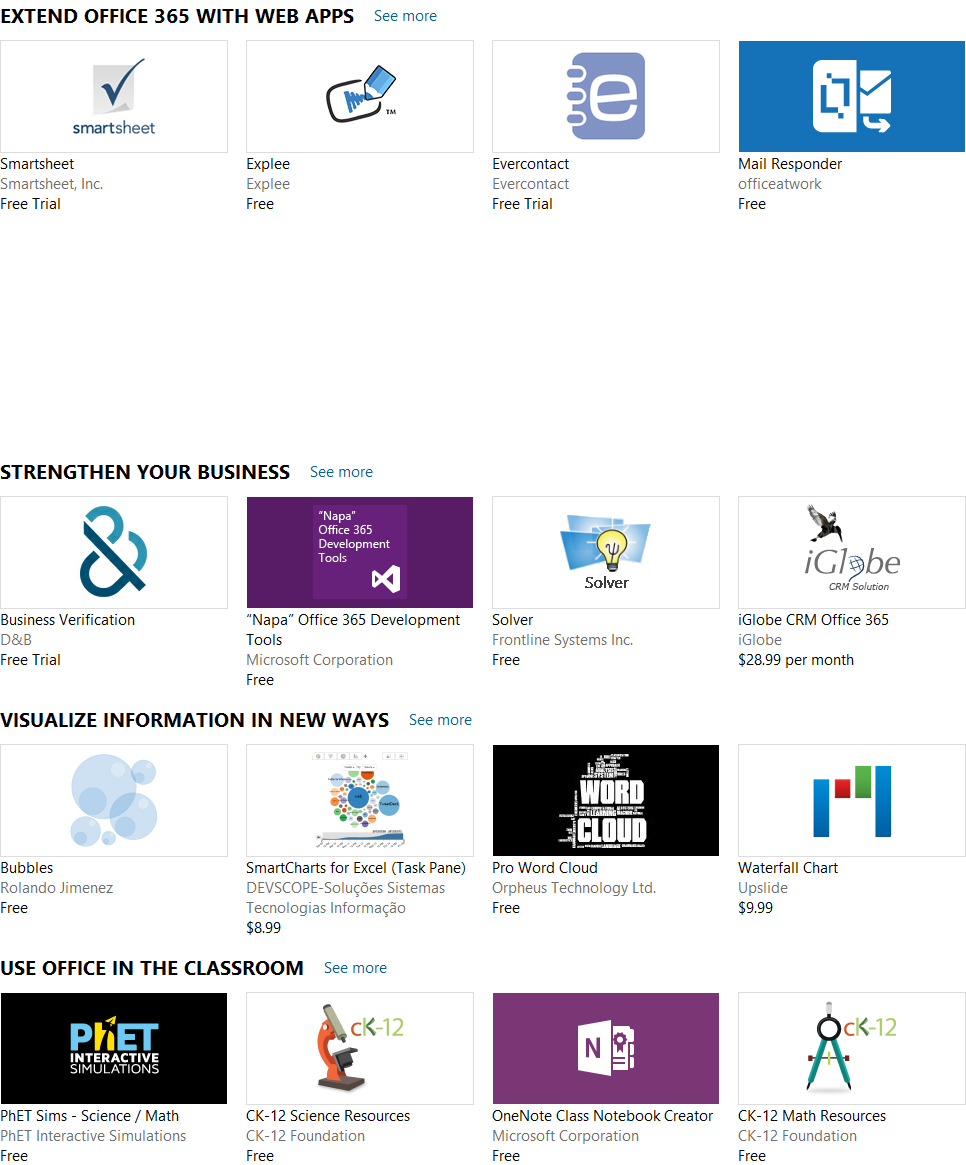 EXTEND OFFICE 365 WITH WEB APPS See more
smartsheet
TM
e
Smartsheet
Smartsheet, Inc.
Free Trial
Explee
Explee
Free
Evercontact
Evercontact
Free Trial
Mail Responder
officeatwork
Free
STRENGTHEN YOUR BUSINESS See more
&
"Napa"
Office 365
Development
Tools
Solver
iGlobe
CRM Solution
Business Verification
D&B
Free Trial
"Napa" Office 365 Development
Tools
Microsoft Corporation
Free
Solver
Frontline Systems Inc.
Free
iGlobe CRM Office 365
iGlobe
$28.99 per month
VISUALIZE INFORMATION IN NEW WAYS See more
WORD
CLOUD
Bubbles
Rolando Jimenez
Free
SmartCharts for Excel (Task Pane)
DEVSCOPE-Soluções Sistemas
Tecnologias Informação
$8.99
Pro Word Cloud
Orpheus Technology Ltd.
Free
Waterfall Chart
Upslide
$9.99
USE OFFICE IN THE CLASSROOM See more
PhET
INTERACTIVE
SIMULATIONS
cK-12
N
cK-12
PhET Sims - Science / Math
PhET Interactive Simulations
Free
CK-12 Science Resources
CK-12 Foundation
Free
OneNote Class Notebook Creator
Microsoft Corporation
Free
CK-12 Math Resources
CK-12 Foundation
Free